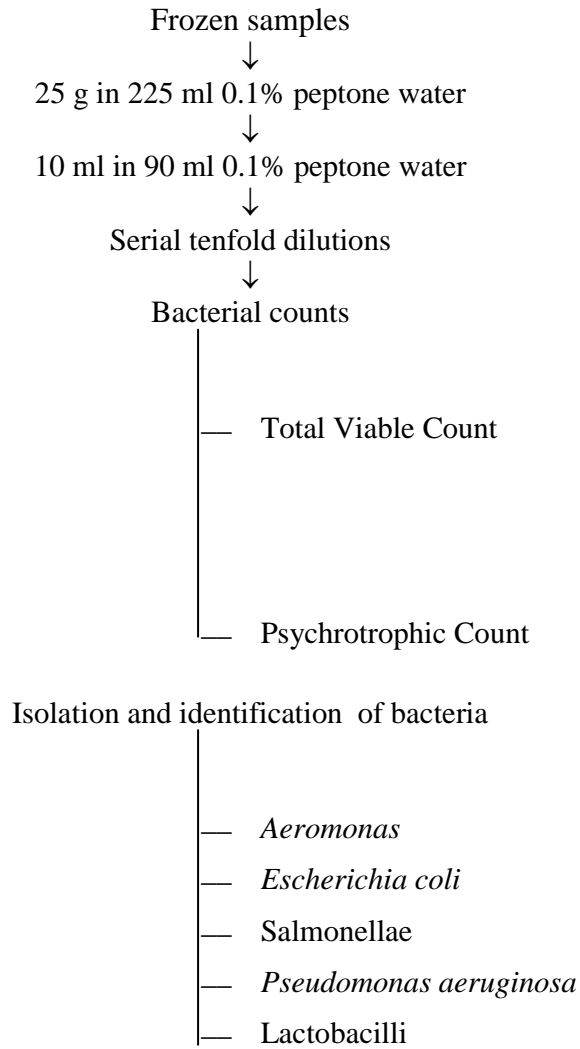 Frozen samples
↓
25 g in 225 ml 0.1% peptone water
↓
10 ml in 90 ml 0.1% peptone water
↓
Serial tenfold dilutions
↓
Bacterial counts
Total Viable Count
Psychrotrophic Count
Isolation and identification of bacteria
Aeromonas
Escherichia coli
Salmonellae
Pseudomonas aeruginosa
Lactobacilli